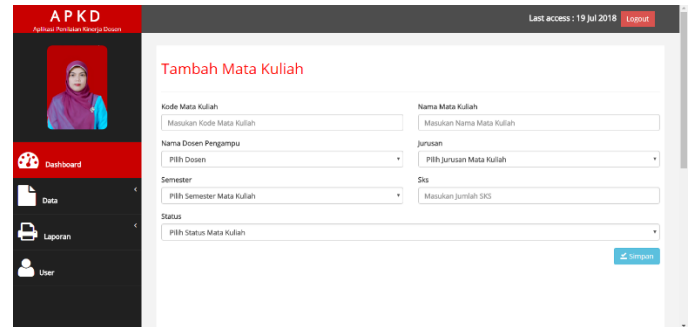 APKD
Aplikasi Penilaian Kinerja Dosen
Last access : 19 Jul 2018 Logout
Tambah Mata Kuliah
Kode Mata Kuliah Nama Mata Kuliah
Masukan Kode Mata Kuliah Masukan Nama Mata Kuliah
Nama Dosen Pengampu Jurusan
Pilih Dosen Pilih Jurusan Mata Kuliah
Semester Sks
Pilih Semester Mata Kuliah Masukan Jumlah SKS
Status
Pilih Status Mata Kuliah
Simpan
Dashboard
Data
Laporan
User